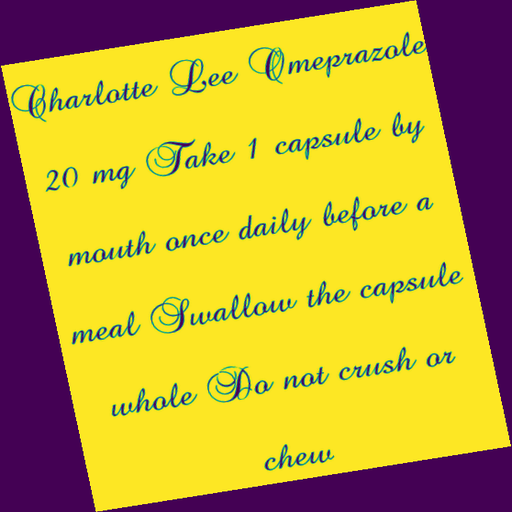 Charlotte Lee Omeprazole
20 mg Take 1 capsule by
mouth once daily before a
meal Swallow the capsule
whole Do not crush or
chew